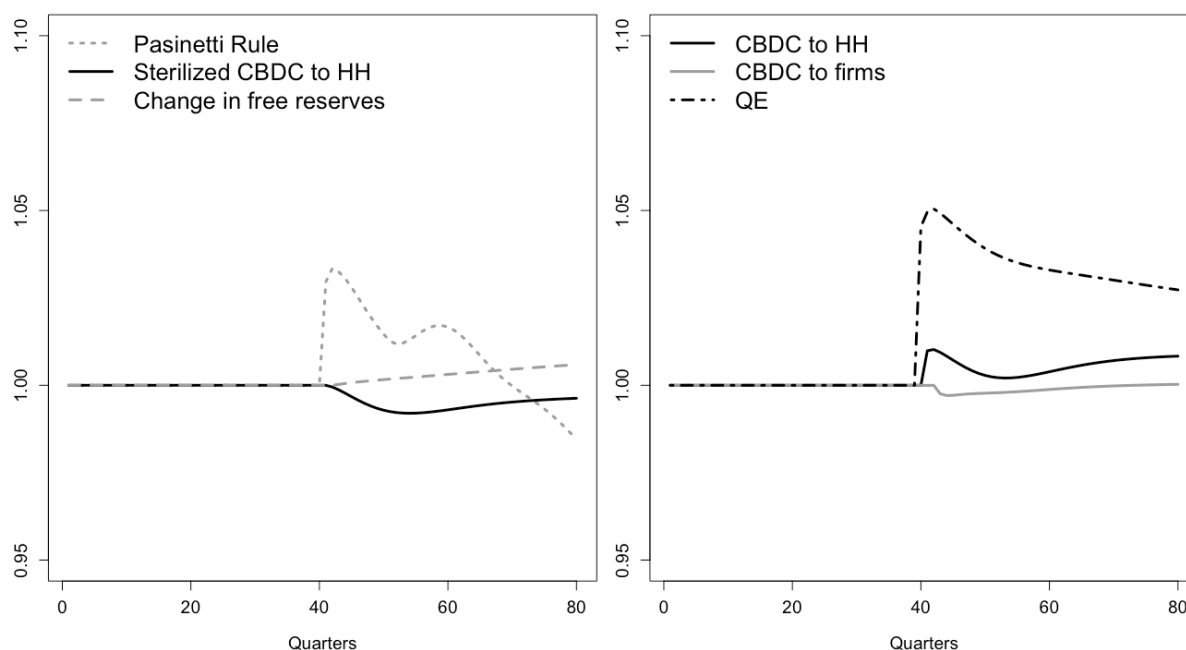 Pasinetti Rule
Sterilized CBDC to HH
Change in free reserves
1.10
1.05
1.00
0.95
0 20 40 60 80
Quarters
CBDC to HH
CBDC to firms
QE
1.10
1.05
1.00
0.95
0 20 40 60 80
Quarters